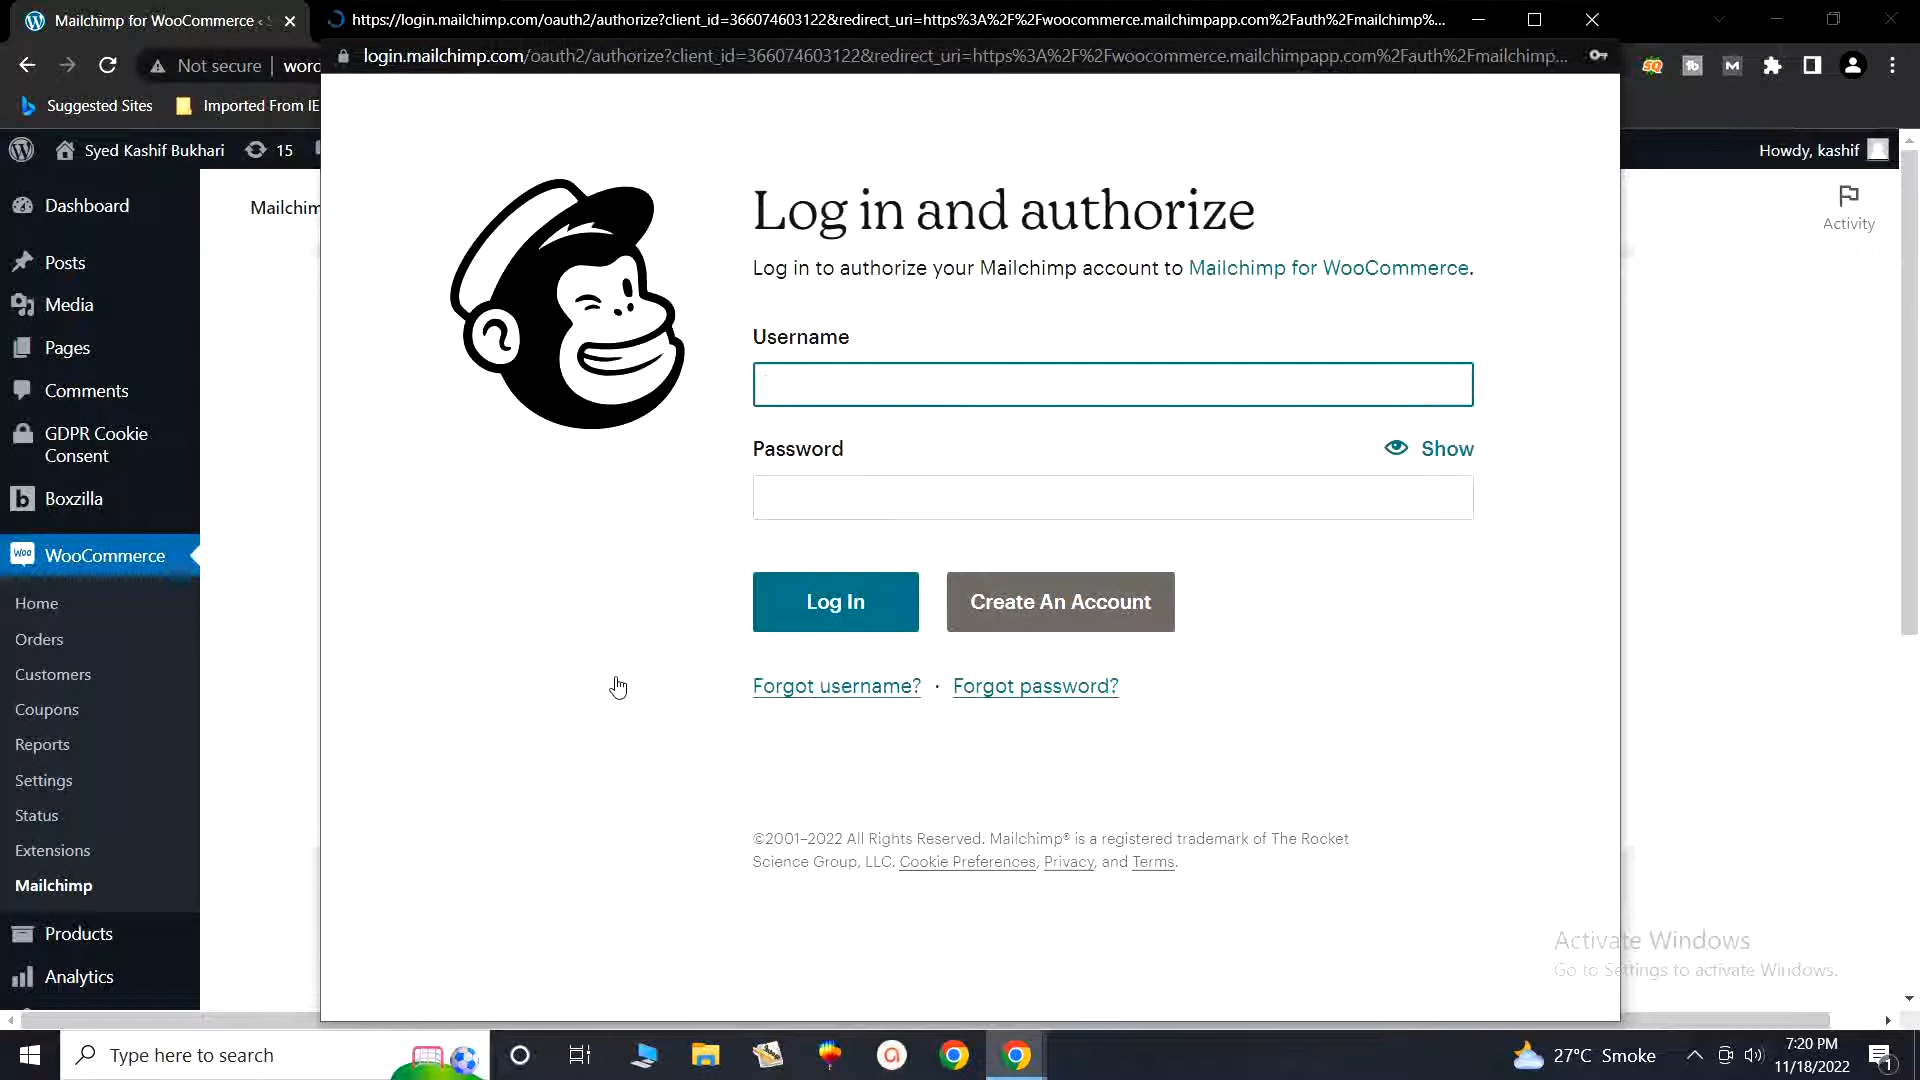 Mailchimp for WooCommerce ‹
https://login.mailchimp.com/oauth2/authorize?client_id=366074603122&redirect_uri=https%3A%2F%2Fwoocommerce.mailchimpapp.com%2Fauth%2Fmailchimp%...
Not secure
login.mailchimp.com/oauth2/authorize?client_id=366074603122&redirect_uri=https%3A%2F%2Fwoocommerce.mailchimpapp.com%2Fauth%2Fmailchimp...
Suggested Sites
Imported From IE
Syed Kashif Bukhari
15
Howdy, kashif
Dashboard
Posts
Media
Pages
Comments
GDPR Cookie
Consent
Boxzilla
WooCommerce
Home
Orders
Customers
Coupons
Reports
Settings
Status
Extensions
Mailchimp
Products
Analytics
Activity
Log in and authorize
Log in to authorize your Mailchimp account to Mailchimp for WooCommerce.
Username
Password
Show
Log In
Create An Account
Forgot username? · Forgot password?
©2001–2022 All Rights Reserved. Mailchimp® is a registered trademark of The Rocket
Science Group, LLC. Cookie Preferences, Privacy, and Terms.
Activate Windows
Go to Settings to activate Windows.
Type here to search
27°C Smoke
7:20 PM
11/18/2022
1